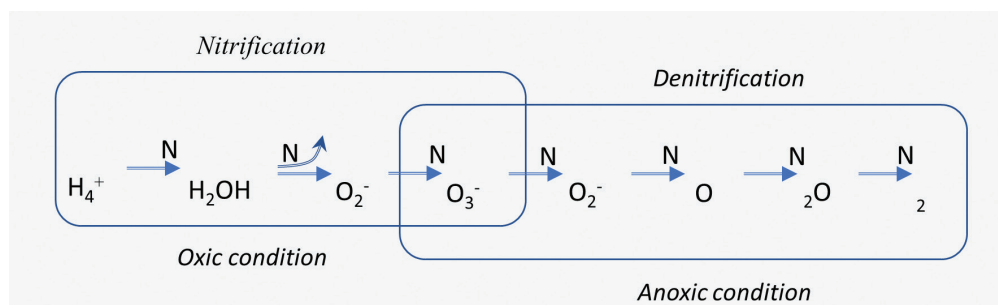 Nitrification
Denitrification
N N N N N N N
H₄⁺ H₂OH O₂⁻ O₃⁻ O₂⁻ O ₂O ₂
Oxic condition
Anoxic condition